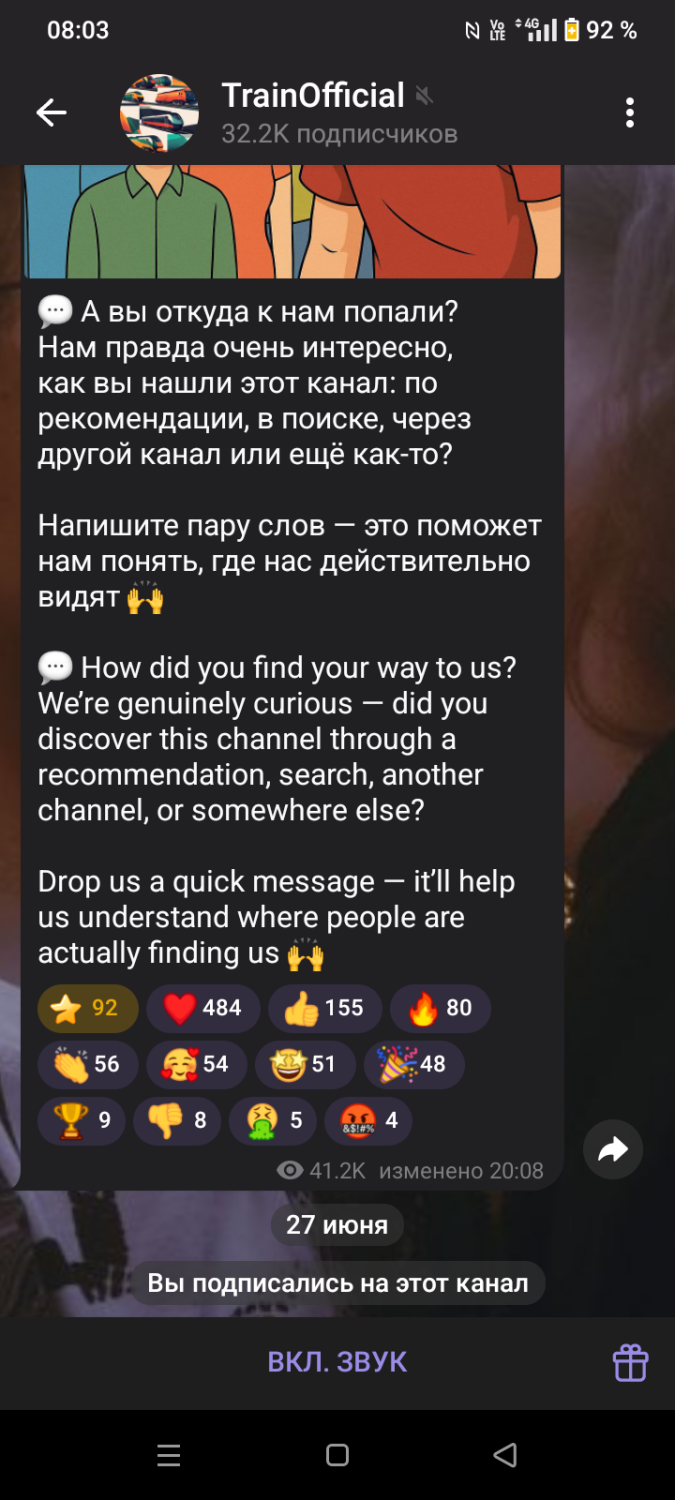 08:03
Vo
LTE
4G
92 %
TrainOfficial
32.2K подписчиков
💬 А вы откуда к нам попали?
Нам правда очень интересно,
как вы нашли этот канал: по
рекомендации, в поиске, через
другой канал или ещё как-то?
Напишите пару слов — это поможет
нам понять, где нас действительно
видят 🙌
💬 How did you find your way to us?
We’re genuinely curious — did you
discover this channel through a
recommendation, search, another
channel, or somewhere else?
Drop us a quick message — it’ll help
us understand where people are
actually finding us 🙌
⭐ 92 ❤️ 484 👍 155 🔥 80
👏 56 🥰 54 🤩 51 🎉 48
🏆 9 👎 8 🤮 5 🤬 4
41.2K изменено 20:08
27 июня
Вы подписались на этот канал
ВКЛ. ЗВУК